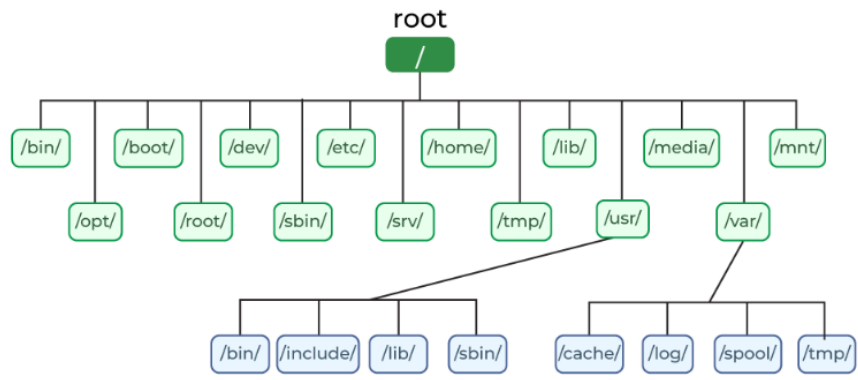 root
/
/bin/ /boot/ /dev/ /etc/ /home/ /lib/ /media/ /mnt/
/opt/ /root/ /sbin/ /srv/ /tmp/ /usr/ /var/
/bin/ /include/ /lib/ /sbin/ /cache/ /log/ /spool/ /tmp/